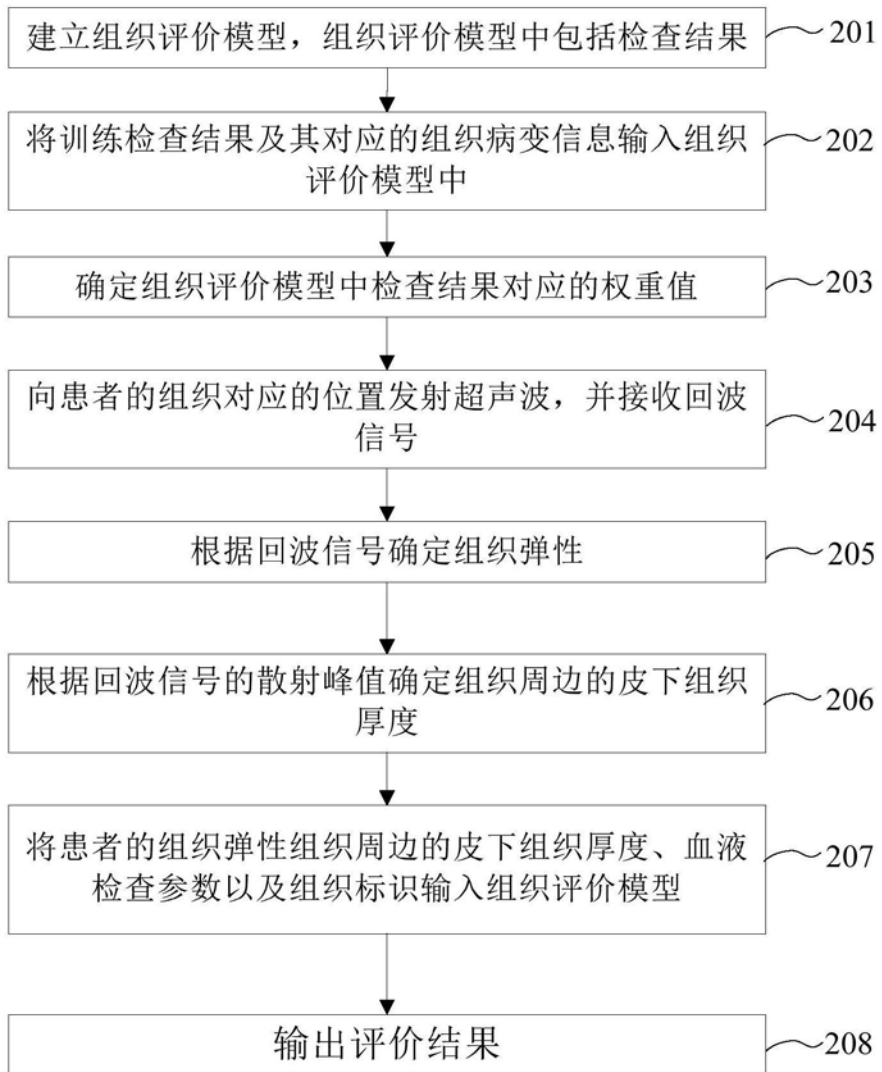 建立组织评价模型，组织评价模型中包括检查结果
201
将训练检查结果及其对应的组织病变信息输入组织
评价模型中
202
确定组织评价模型中检查结果对应的权重值
203
向患者的组织对应的位置发射超声波，并接收回波
信号
204
根据回波信号确定组织弹性
205
根据回波信号的散射峰值确定组织周边的皮下组织
厚度
206
将患者的组织弹性组织周边的皮下组织厚度、血液
检查参数以及组织标识输入组织评价模型
207
输出评价结果
208